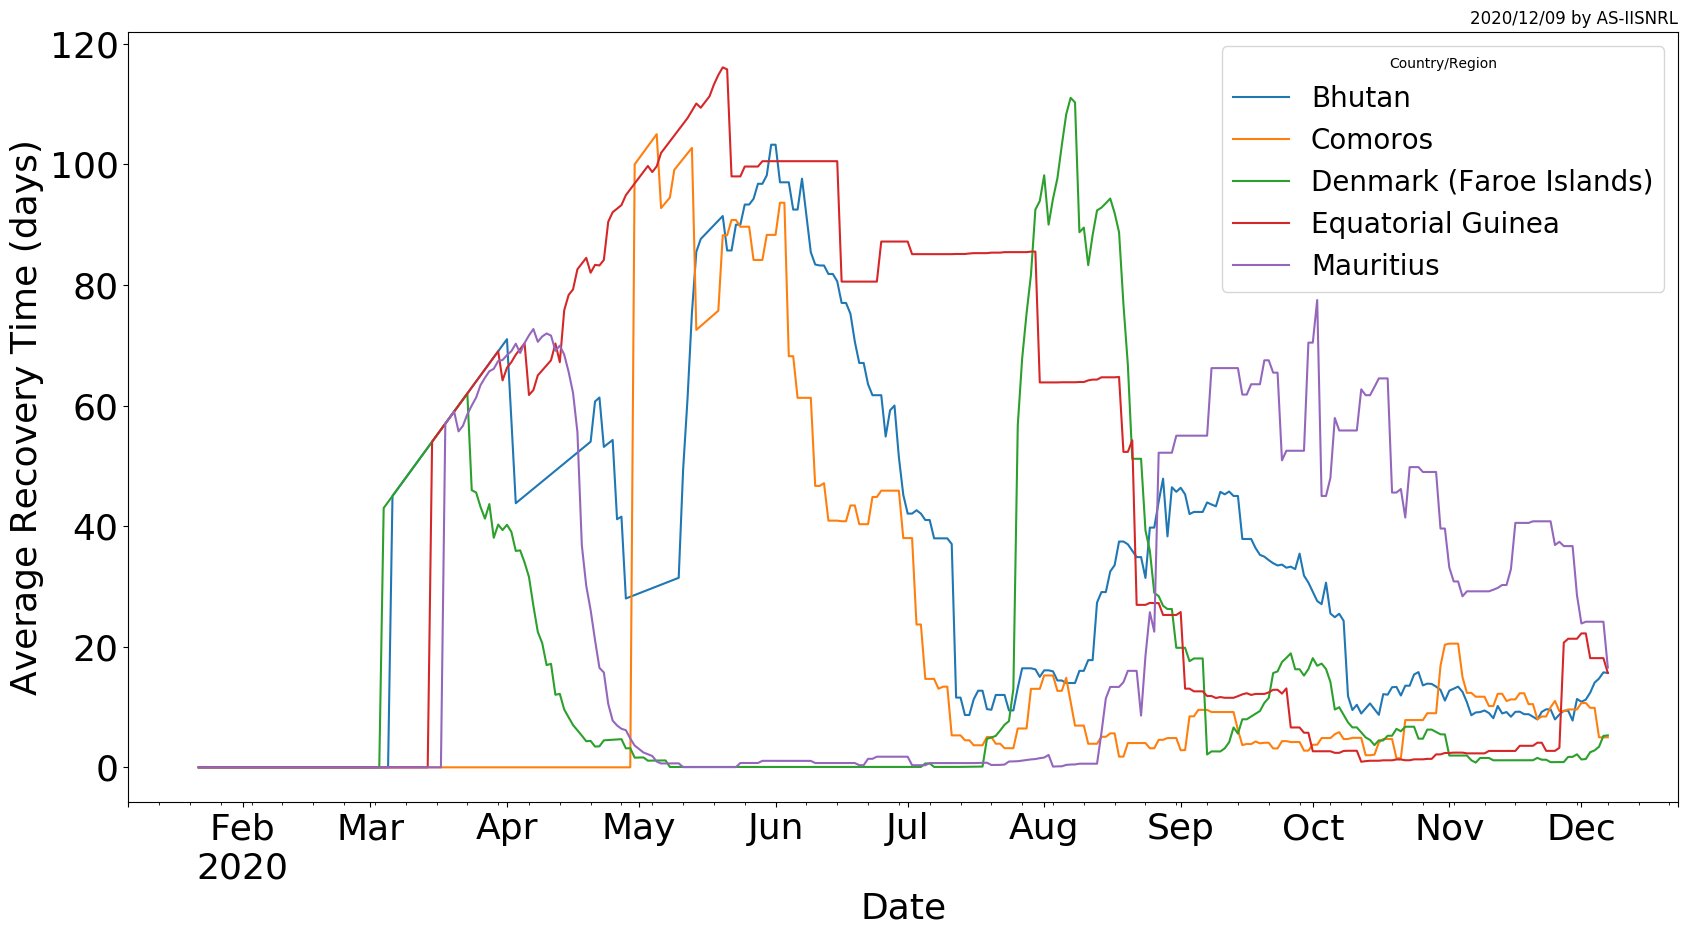 2020/12/09 by AS-IISNRL
120
100
80
60
40
20
0
Average Recovery Time (days)
Country/Region
Bhutan
Comoros
Denmark (Faroe Islands)
Equatorial Guinea
Mauritius
Feb Mar Apr May Jun Jul Aug Sep Oct Nov Dec
2020
Date